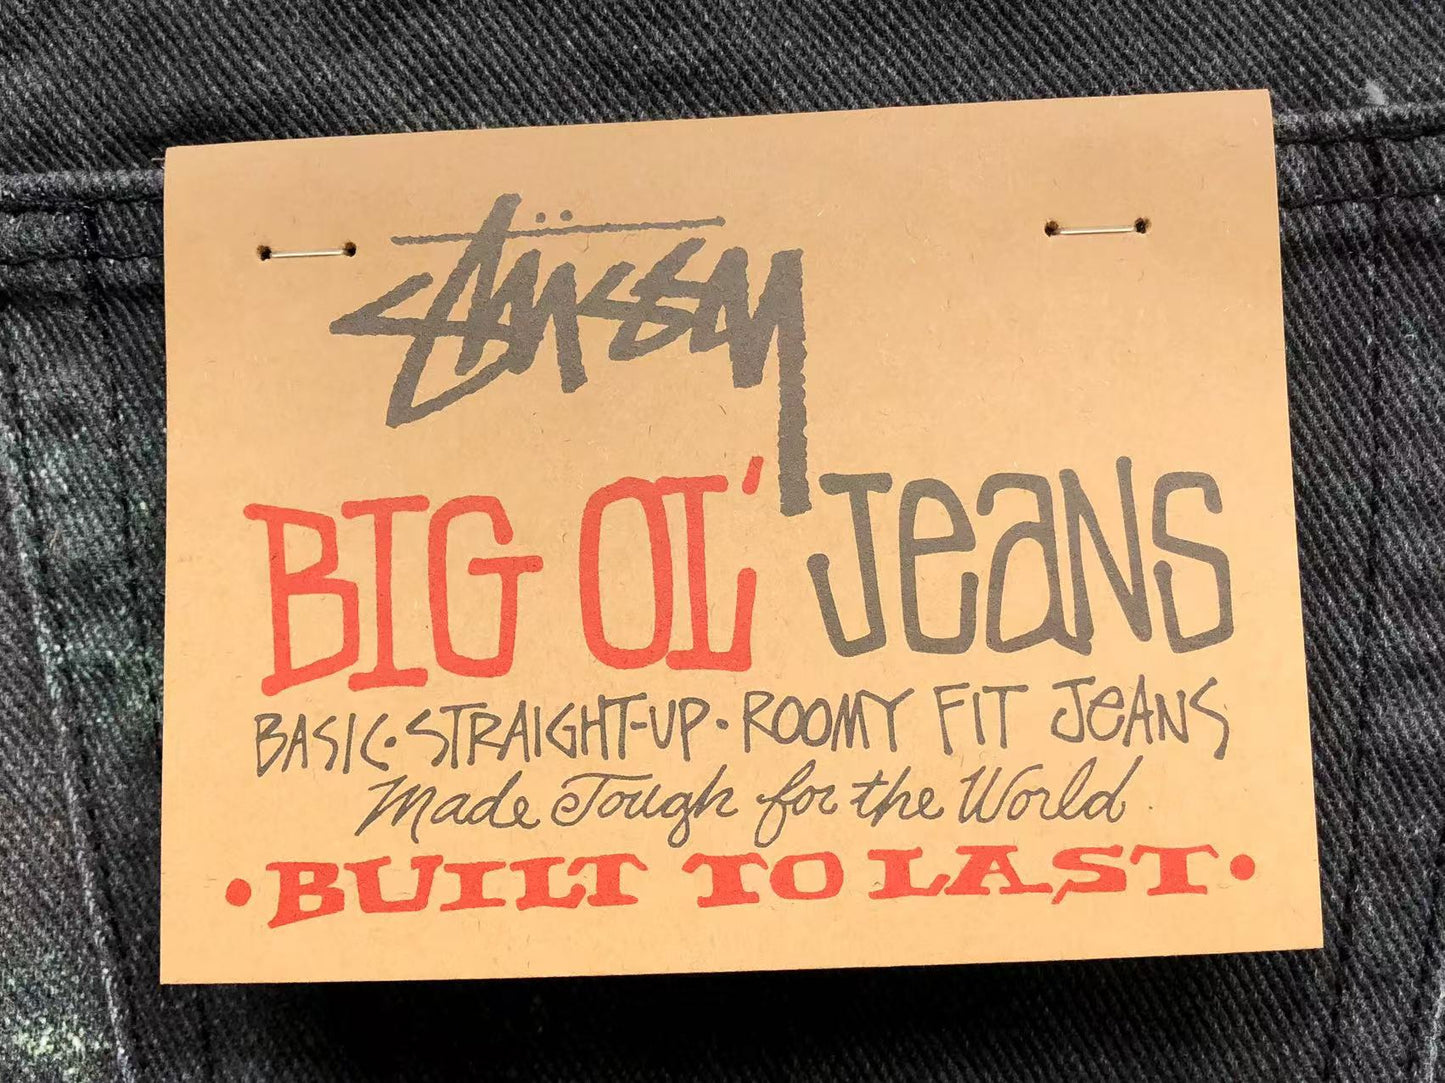 Stüssy
BIG OL' JeaNS
BASIC·STRAIGHT-UP·ROOMY FIT JeANS
Made Tough for the World.
·BUILT TO LAST·